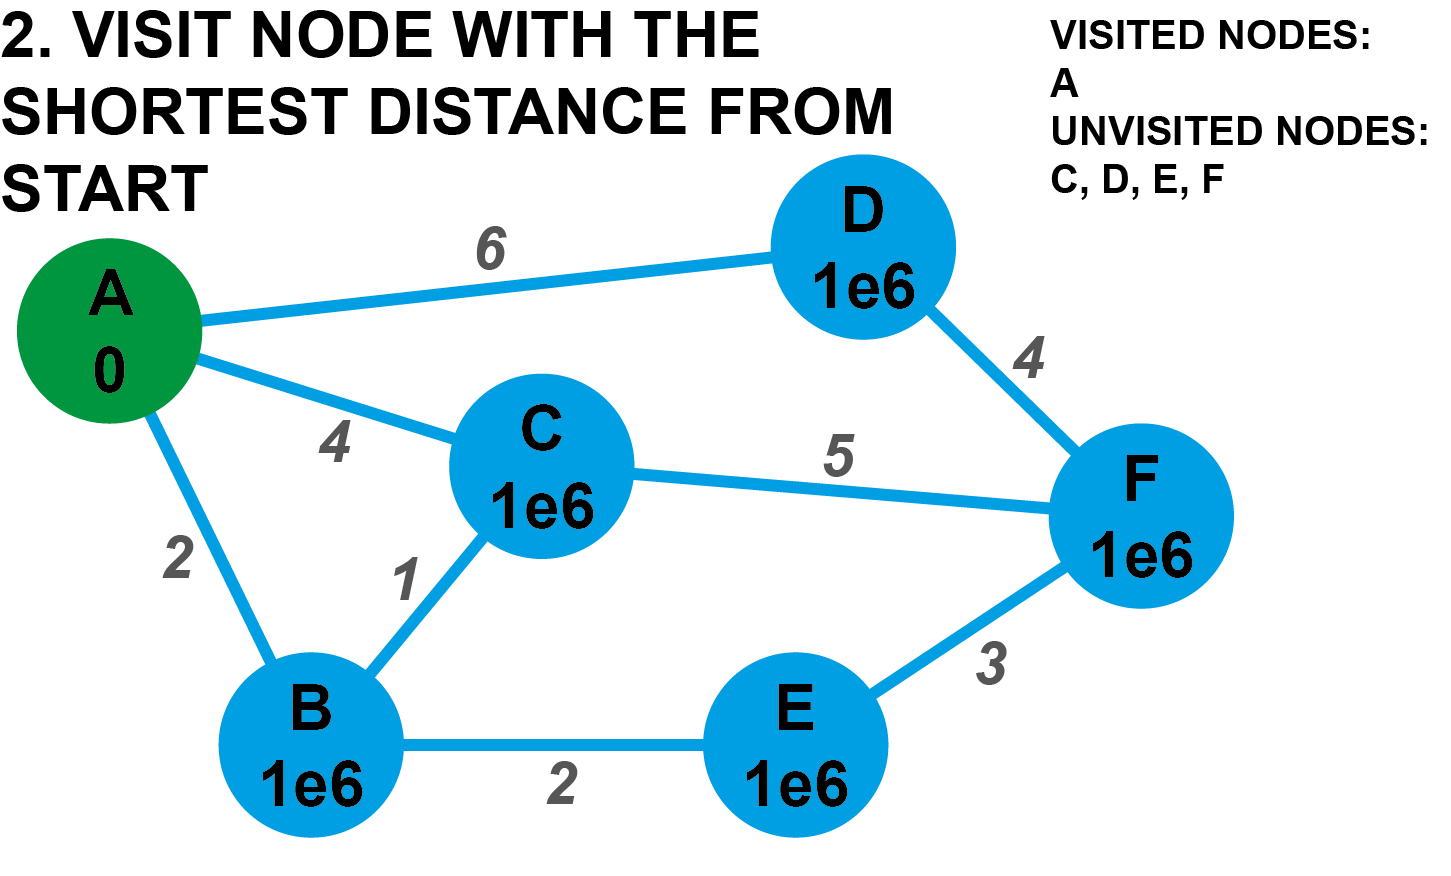 2. VISIT NODE WITH THE
SHORTEST DISTANCE FROM
START
VISITED NODES:
A
UNVISITED NODES:
C, D, E, F
D
1e6
6
A
0
4
C
1e6
4
5
F
1e6
2
1
3
B
1e6
E
1e6
2